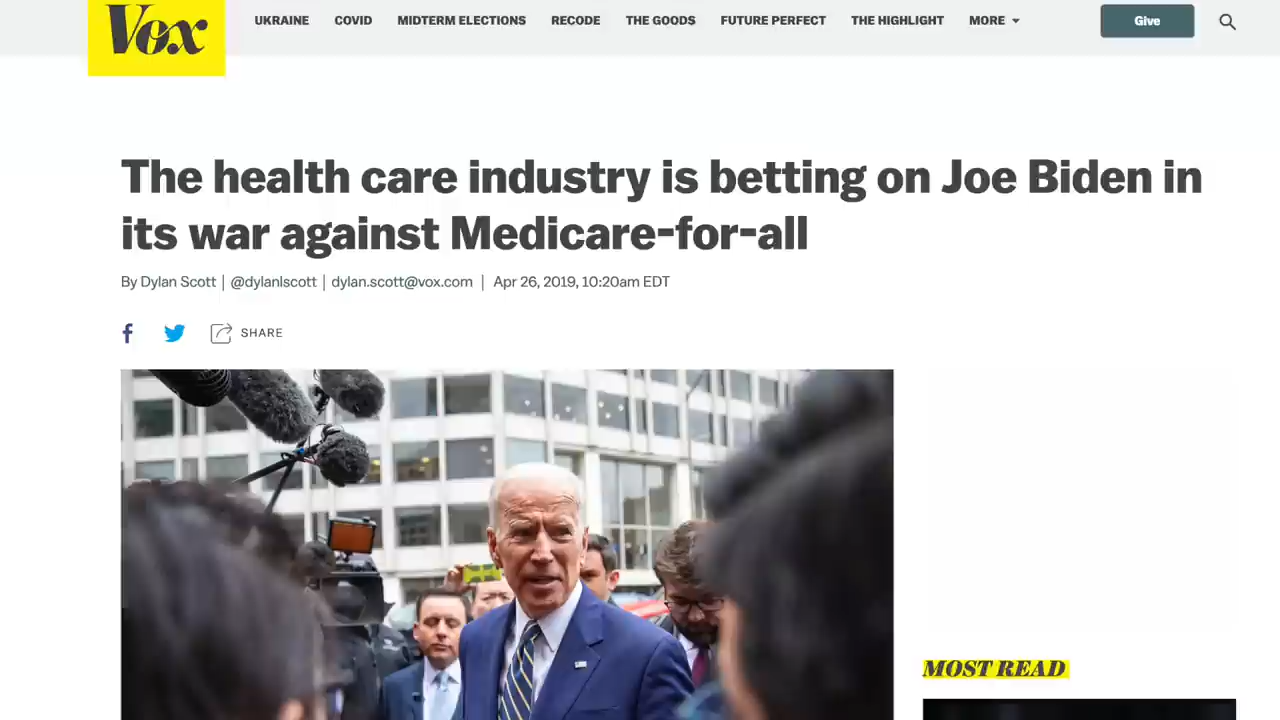 Vox
UKRAINE COVID MIDTERM ELECTIONS RECODE THE GOODS FUTURE PERFECT THE HIGHLIGHT MORE Give
The health care industry is betting on Joe Biden in
its war against Medicare-for-all
By Dylan Scott | @dylanlscott | dylan.scott@vox.com | Apr 26, 2019, 10:20am EDT
SHARE
MOST READ